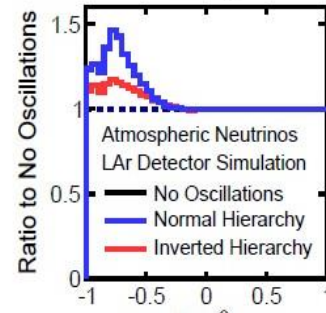 Ratio to No Oscillations
1.5
1
0.5
0
Atmospheric Neutrinos
LAr Detector Simulation
No Oscillations
Normal Hierarchy
Inverted Hierarchy
-1 -0.5 0 0.5 1